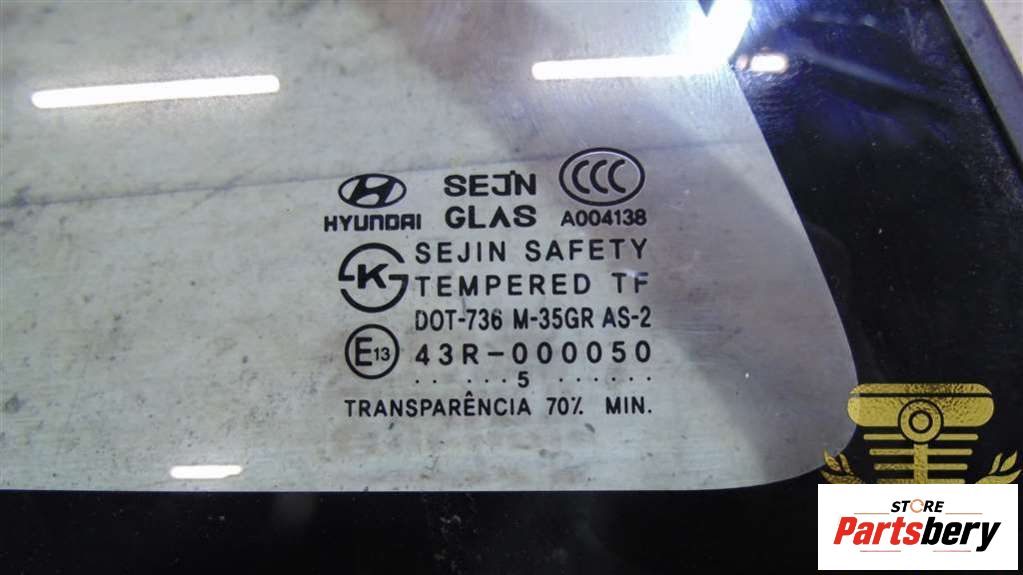 HYUNDAI
SEJ'N
GLAS
CCC
A004138
K
SEJIN SAFETY
TEMPERED TF
DOT-736 M-35GR AS-2
E13
43R-000050
.. ...5 ......
TRANSPARÊNCIA 70% MIN.
STORE
Partsbery